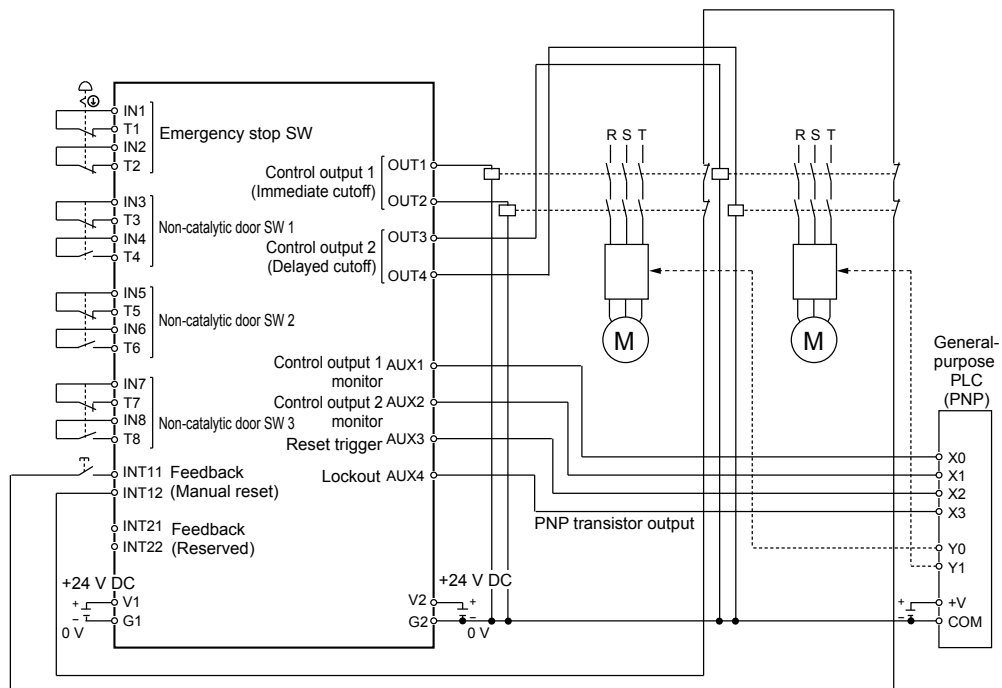 IN1
T1
IN2
T2
Emergency stop SW
IN3
T3
IN4
T4
Non-catalytic door SW 1
IN5
T5
IN6
T6
Non-catalytic door SW 2
IN7
T7
IN8
T8
Non-catalytic door SW 3
INT11
INT12
Feedback
(Manual reset)
INT21
INT22
Feedback
(Reserved)
+24 V DC
+
−
V1
G1
0 V
Control output 1
(Immediate cutoff)
OUT1
OUT2
Control output 2
(Delayed cutoff)
OUT3
OUT4
Control output 1
monitor
AUX1
Control output 2
monitor
AUX2
Reset trigger AUX3
Lockout AUX4
PNP transistor output
+24 V DC
V2
G2
+
−
0 V
R S T
M
R S T
M
General-
purpose
PLC
(PNP)
X0
X1
X2
X3
Y0
Y1
+
−
+V
COM